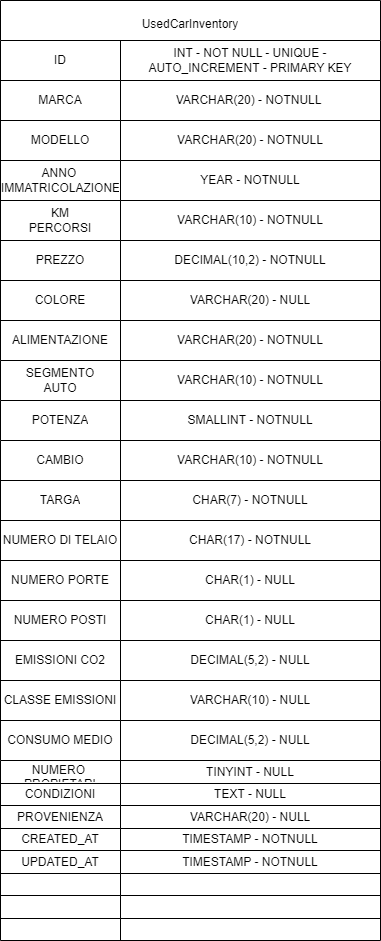 UsedCarInventory
ID
INT - NOT NULL - UNIQUE -
AUTO_INCREMENT - PRIMARY KEY
MARCA
VARCHAR(20) - NOTNULL
MODELLO
VARCHAR(20) - NOTNULL
ANNO
IMMATRICOLAZIONE
YEAR - NOTNULL
KM
PERCORSI
VARCHAR(10) - NOTNULL
PREZZO
DECIMAL(10,2) - NOTNULL
COLORE
VARCHAR(20) - NULL
ALIMENTAZIONE
VARCHAR(20) - NOTNULL
SEGMENTO
AUTO
VARCHAR(10) - NOTNULL
POTENZA
SMALLINT - NOTNULL
CAMBIO
VARCHAR(10) - NOTNULL
TARGA
CHAR(7) - NOTNULL
NUMERO DI TELAIO
CHAR(17) - NOTNULL
NUMERO PORTE
CHAR(1) - NULL
NUMERO POSTI
CHAR(1) - NULL
EMISSIONI CO2
DECIMAL(5,2) - NULL
CLASSE EMISSIONI
VARCHAR(10) - NULL
CONSUMO MEDIO
DECIMAL(5,2) - NULL
NUMERO
PROPRIETARI
TINYINT - NULL
CONDIZIONI
TEXT - NULL
PROVENIENZA
VARCHAR(20) - NULL
CREATED_AT
TIMESTAMP - NOTNULL
UPDATED_AT
TIMESTAMP - NOTNULL